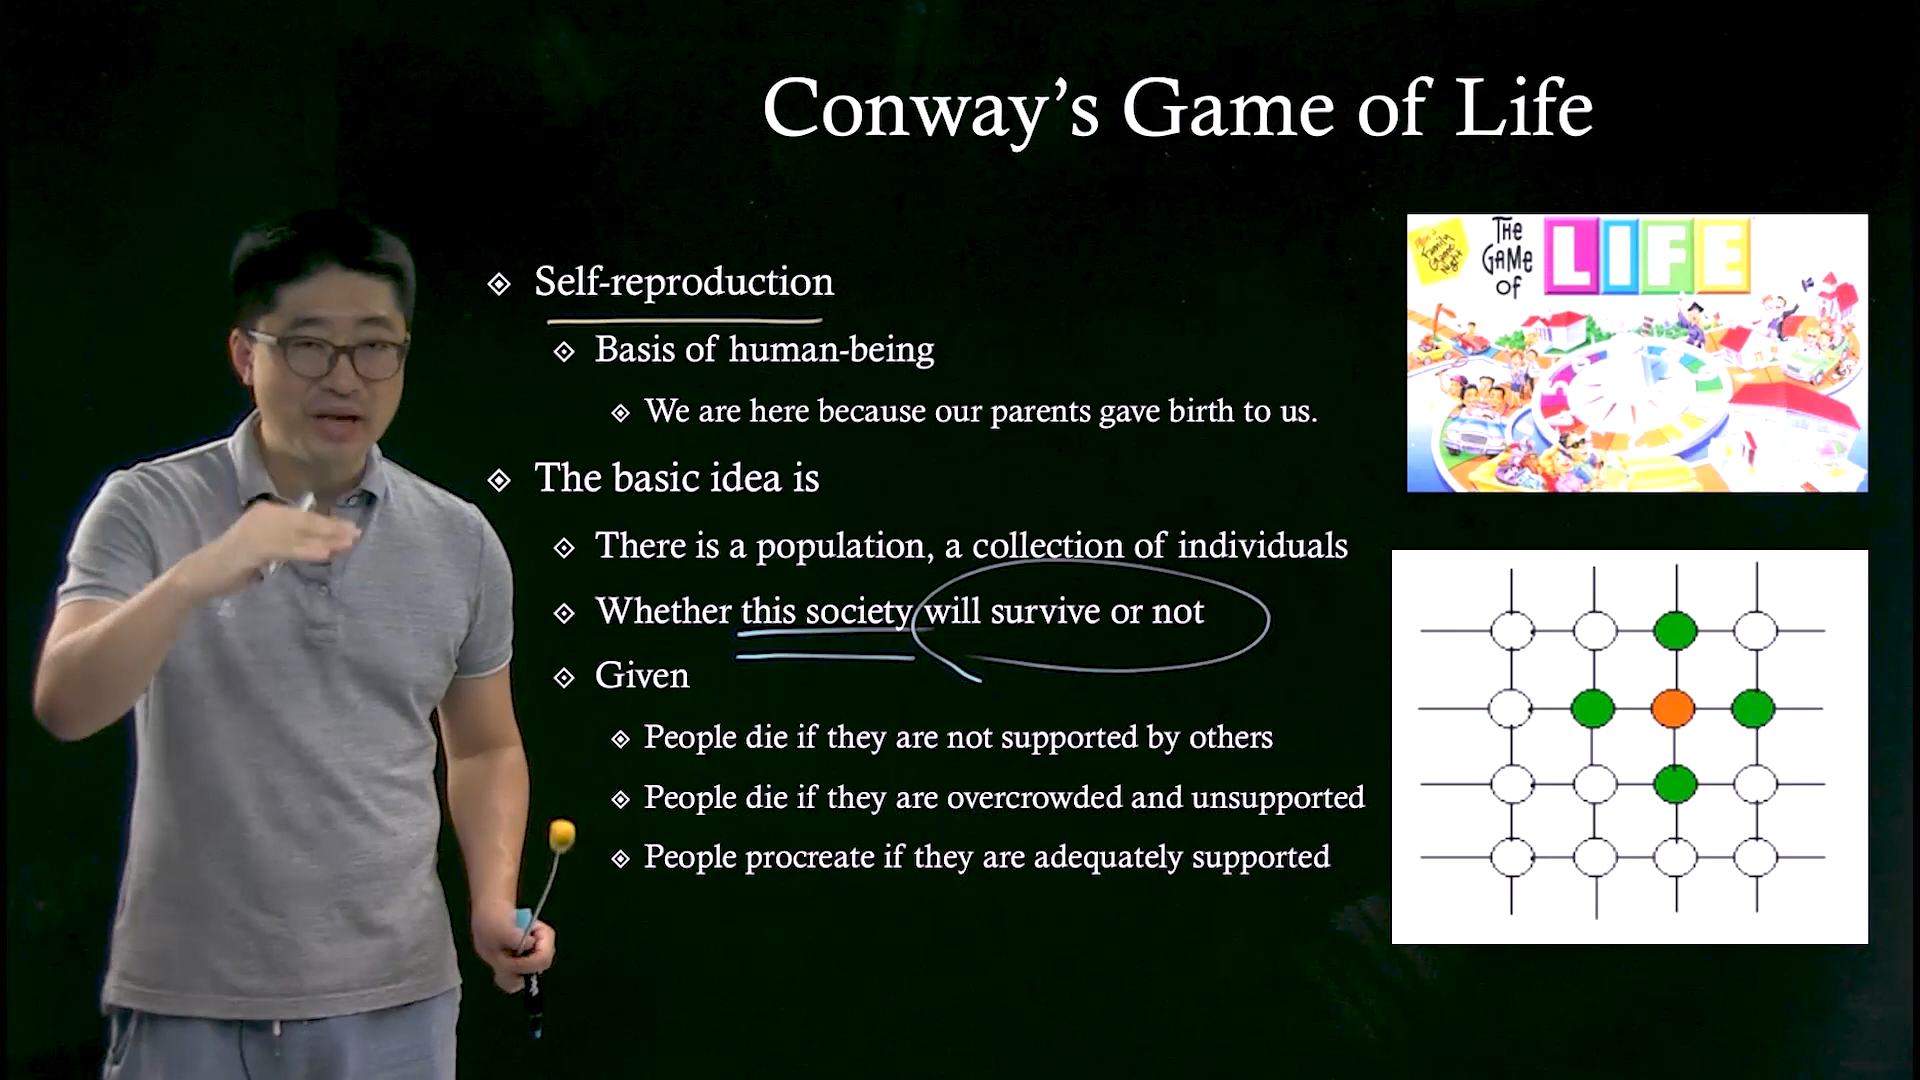 Conway’s Game of Life
Self-reproduction
Basis of human-being
We are here because our parents gave birth to us.
The basic idea is
There is a population, a collection of individuals
Whether this society will survive or not
Given
People die if they are not supported by others
People die if they are overcrowded and unsupported
People procreate if they are adequately supported
THE
GAME
OF
LIFE
Family
Game
Night